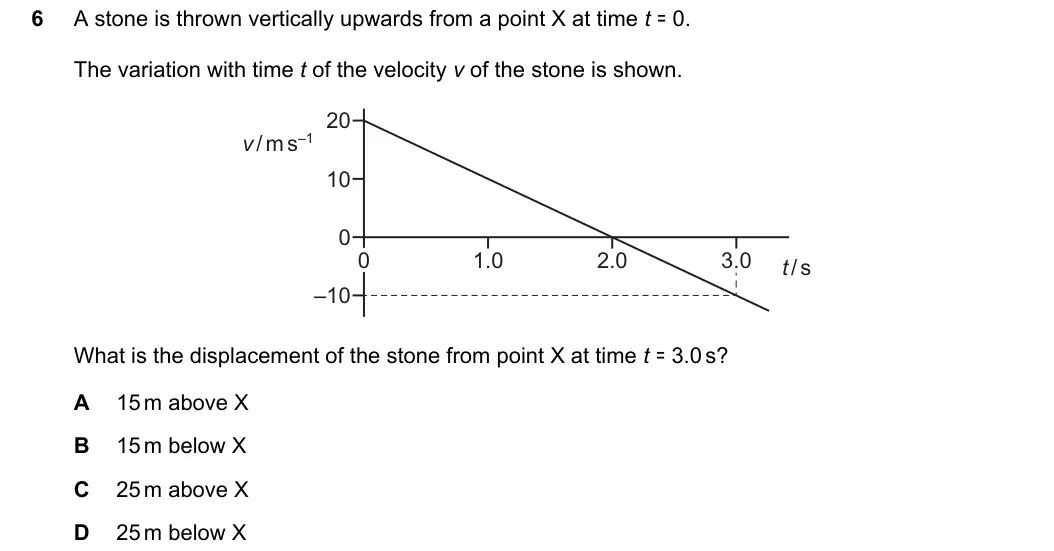 6 A stone is thrown vertically upwards from a point X at time t = 0.
The variation with time t of the velocity v of the stone is shown.
20
v/m s⁻¹
10
0
0 1.0 2.0 3.0 t/s
–10
What is the displacement of the stone from point X at time t = 3.0 s?
A 15 m above X
B 15 m below X
C 25 m above X
D 25 m below X